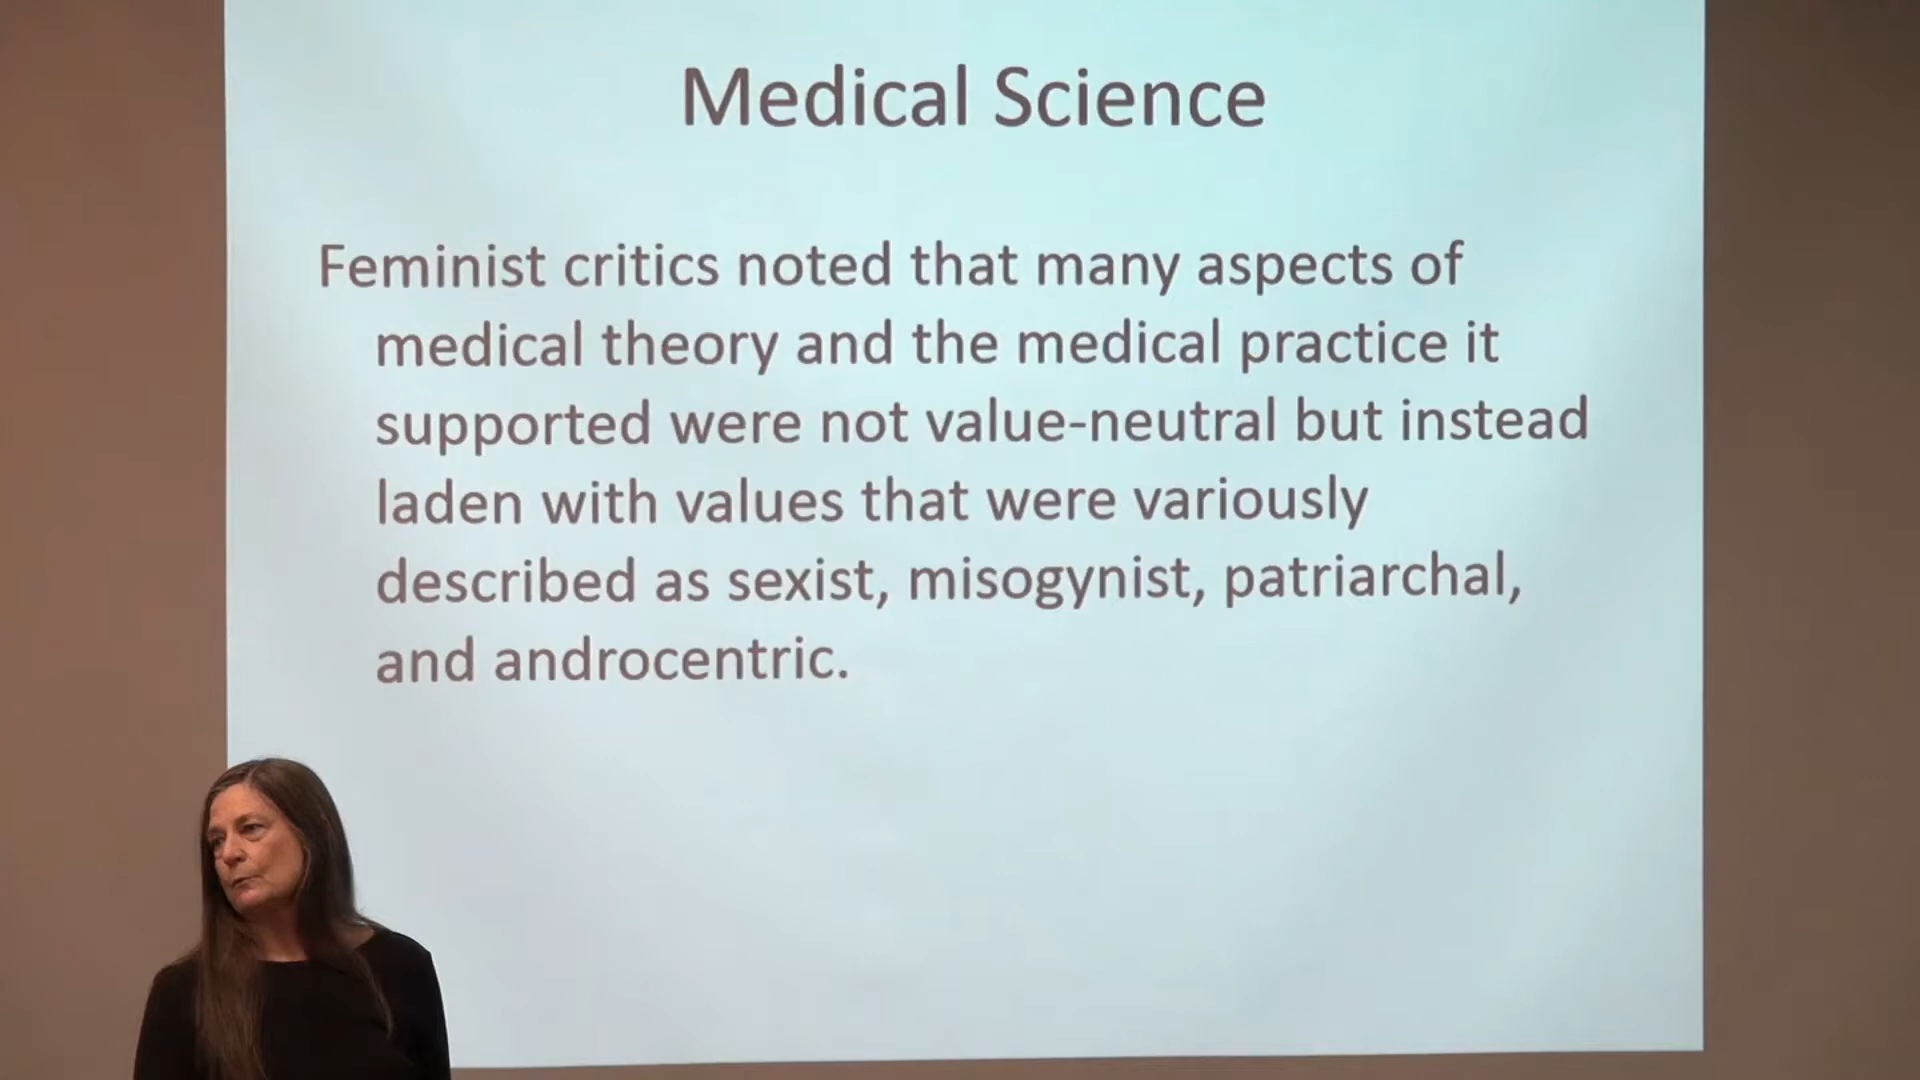 Medical Science
Feminist critics noted that many aspects of
medical theory and the medical practice it
supported were not value-neutral but instead
laden with values that were variously
described as sexist, misogynist, patriarchal,
and androcentric.